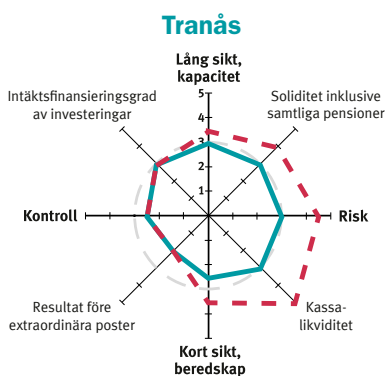 Tranås
Lång sikt,
kapacitet
Intäktsfinansieringsgrad
av investeringar
Soliditet inklusive
samtliga pensioner
5
4
3
2
1
Kontroll
Risk
Resultat före
extraordinära poster
Kassa-
likviditet
Kort sikt,
beredskap